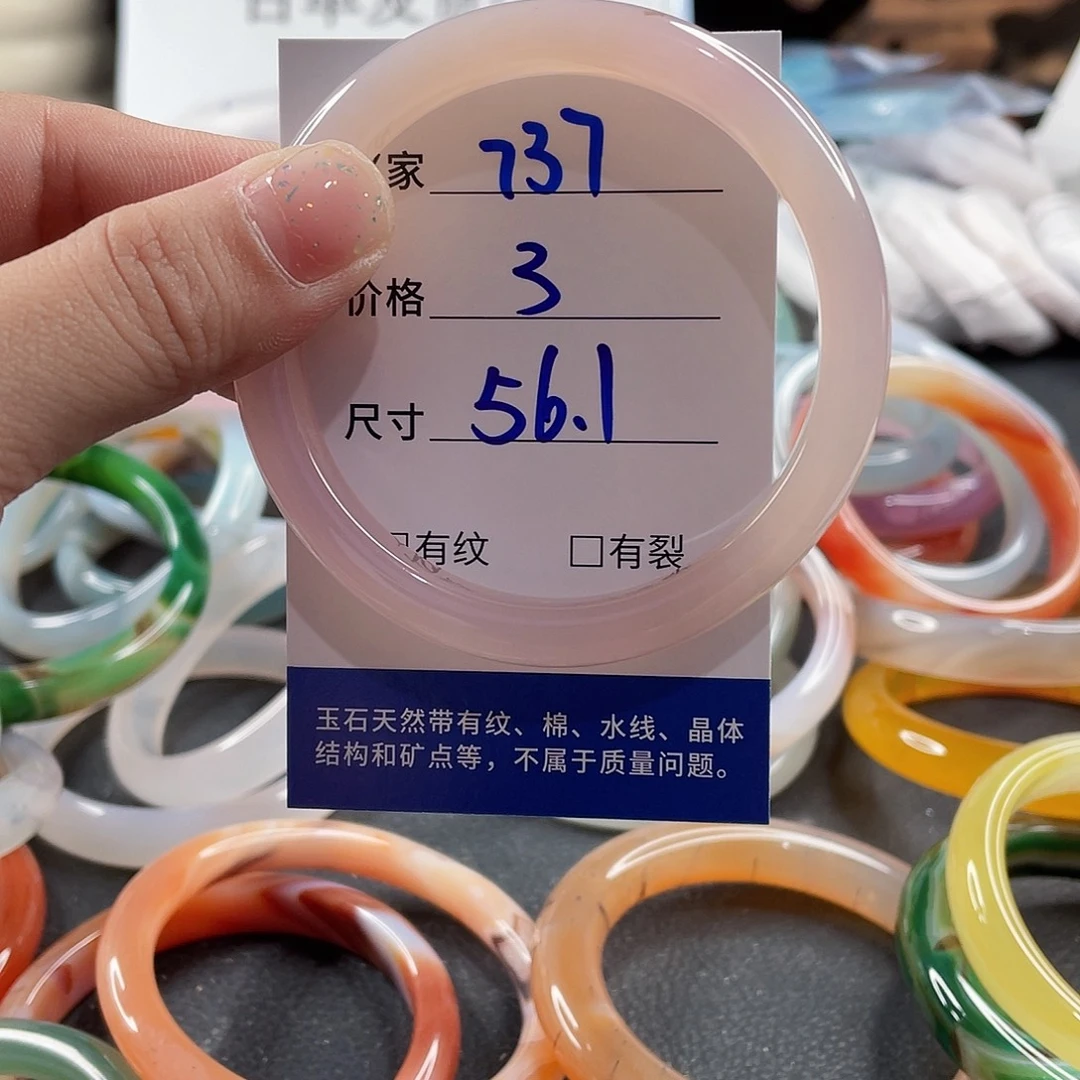 家 737
价格 3
尺寸 56.1
□有纹 □有裂
玉石天然带有纹、棉、水线、晶体
结构和矿点等，不属于质量问题。